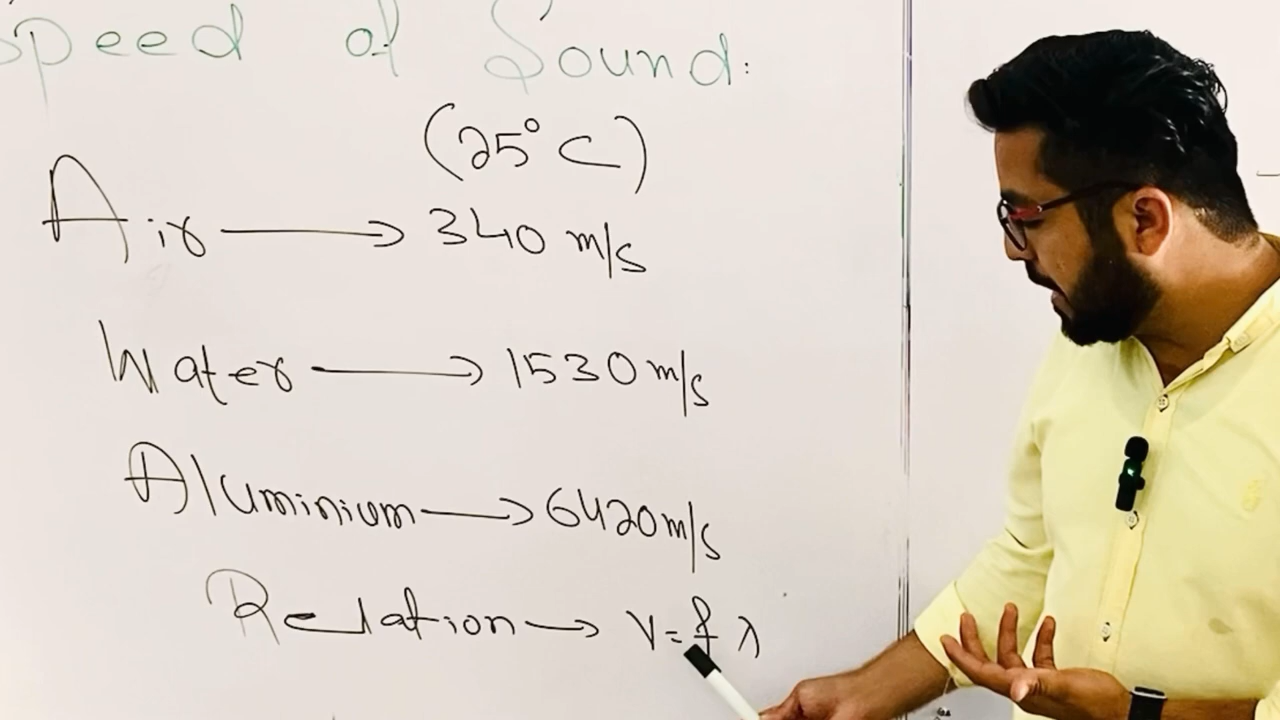 Speed of Sound:
(25°C)
Air → 340 m/s
Water → 1530 m/s
Aluminium → 6420 m/s
Relation → v = f λ